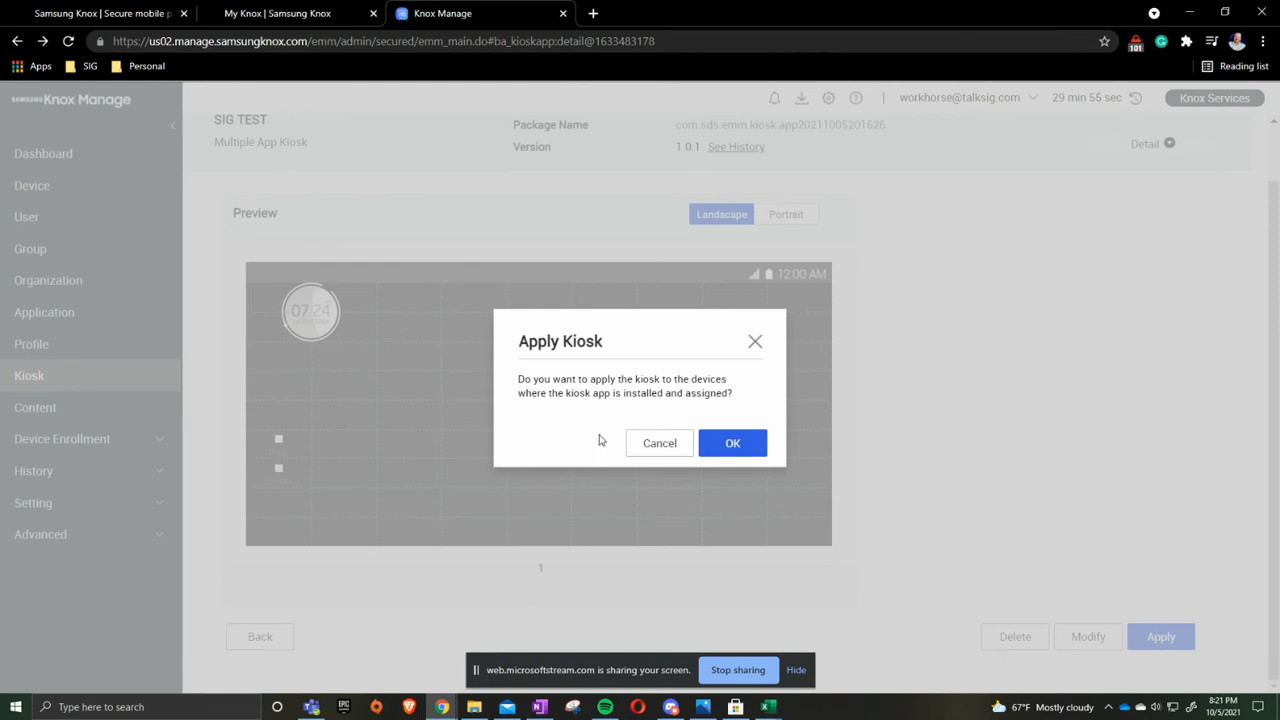 Samsung Knox | Secure mobile p
My Knox | Samsung Knox
Knox Manage
https://us02.manage.samsungknox.com/emm/admin/secured/emm_main.do#ba_kioskapp:detail@1633483178
101
Apps
SIG
Personal
Reading list
SAMSUNG Knox Manage
workhorse@talksig.com
29 min 55 sec
Knox Services
SIG TEST
Multiple App Kiosk
Package Name
com.sds.emm.kiosk.app20211005201626
Version
1.0.1 See History
Detail
Dashboard
Device
User
Group
Organization
Application
Profile
Kiosk
Content
Device Enrollment
History
Setting
Advanced
Preview
Landscape
Portrait
12:00 AM
07 24
Apply Kiosk
Do you want to apply the kiosk to the devices
where the kiosk app is installed and assigned?
Cancel
OK
1
Back
Delete
Modify
Apply
web.microsoftstream.com is sharing your screen.
Stop sharing
Hide
Type here to search
67°F Mostly cloudy
8:21 PM
10/5/2021